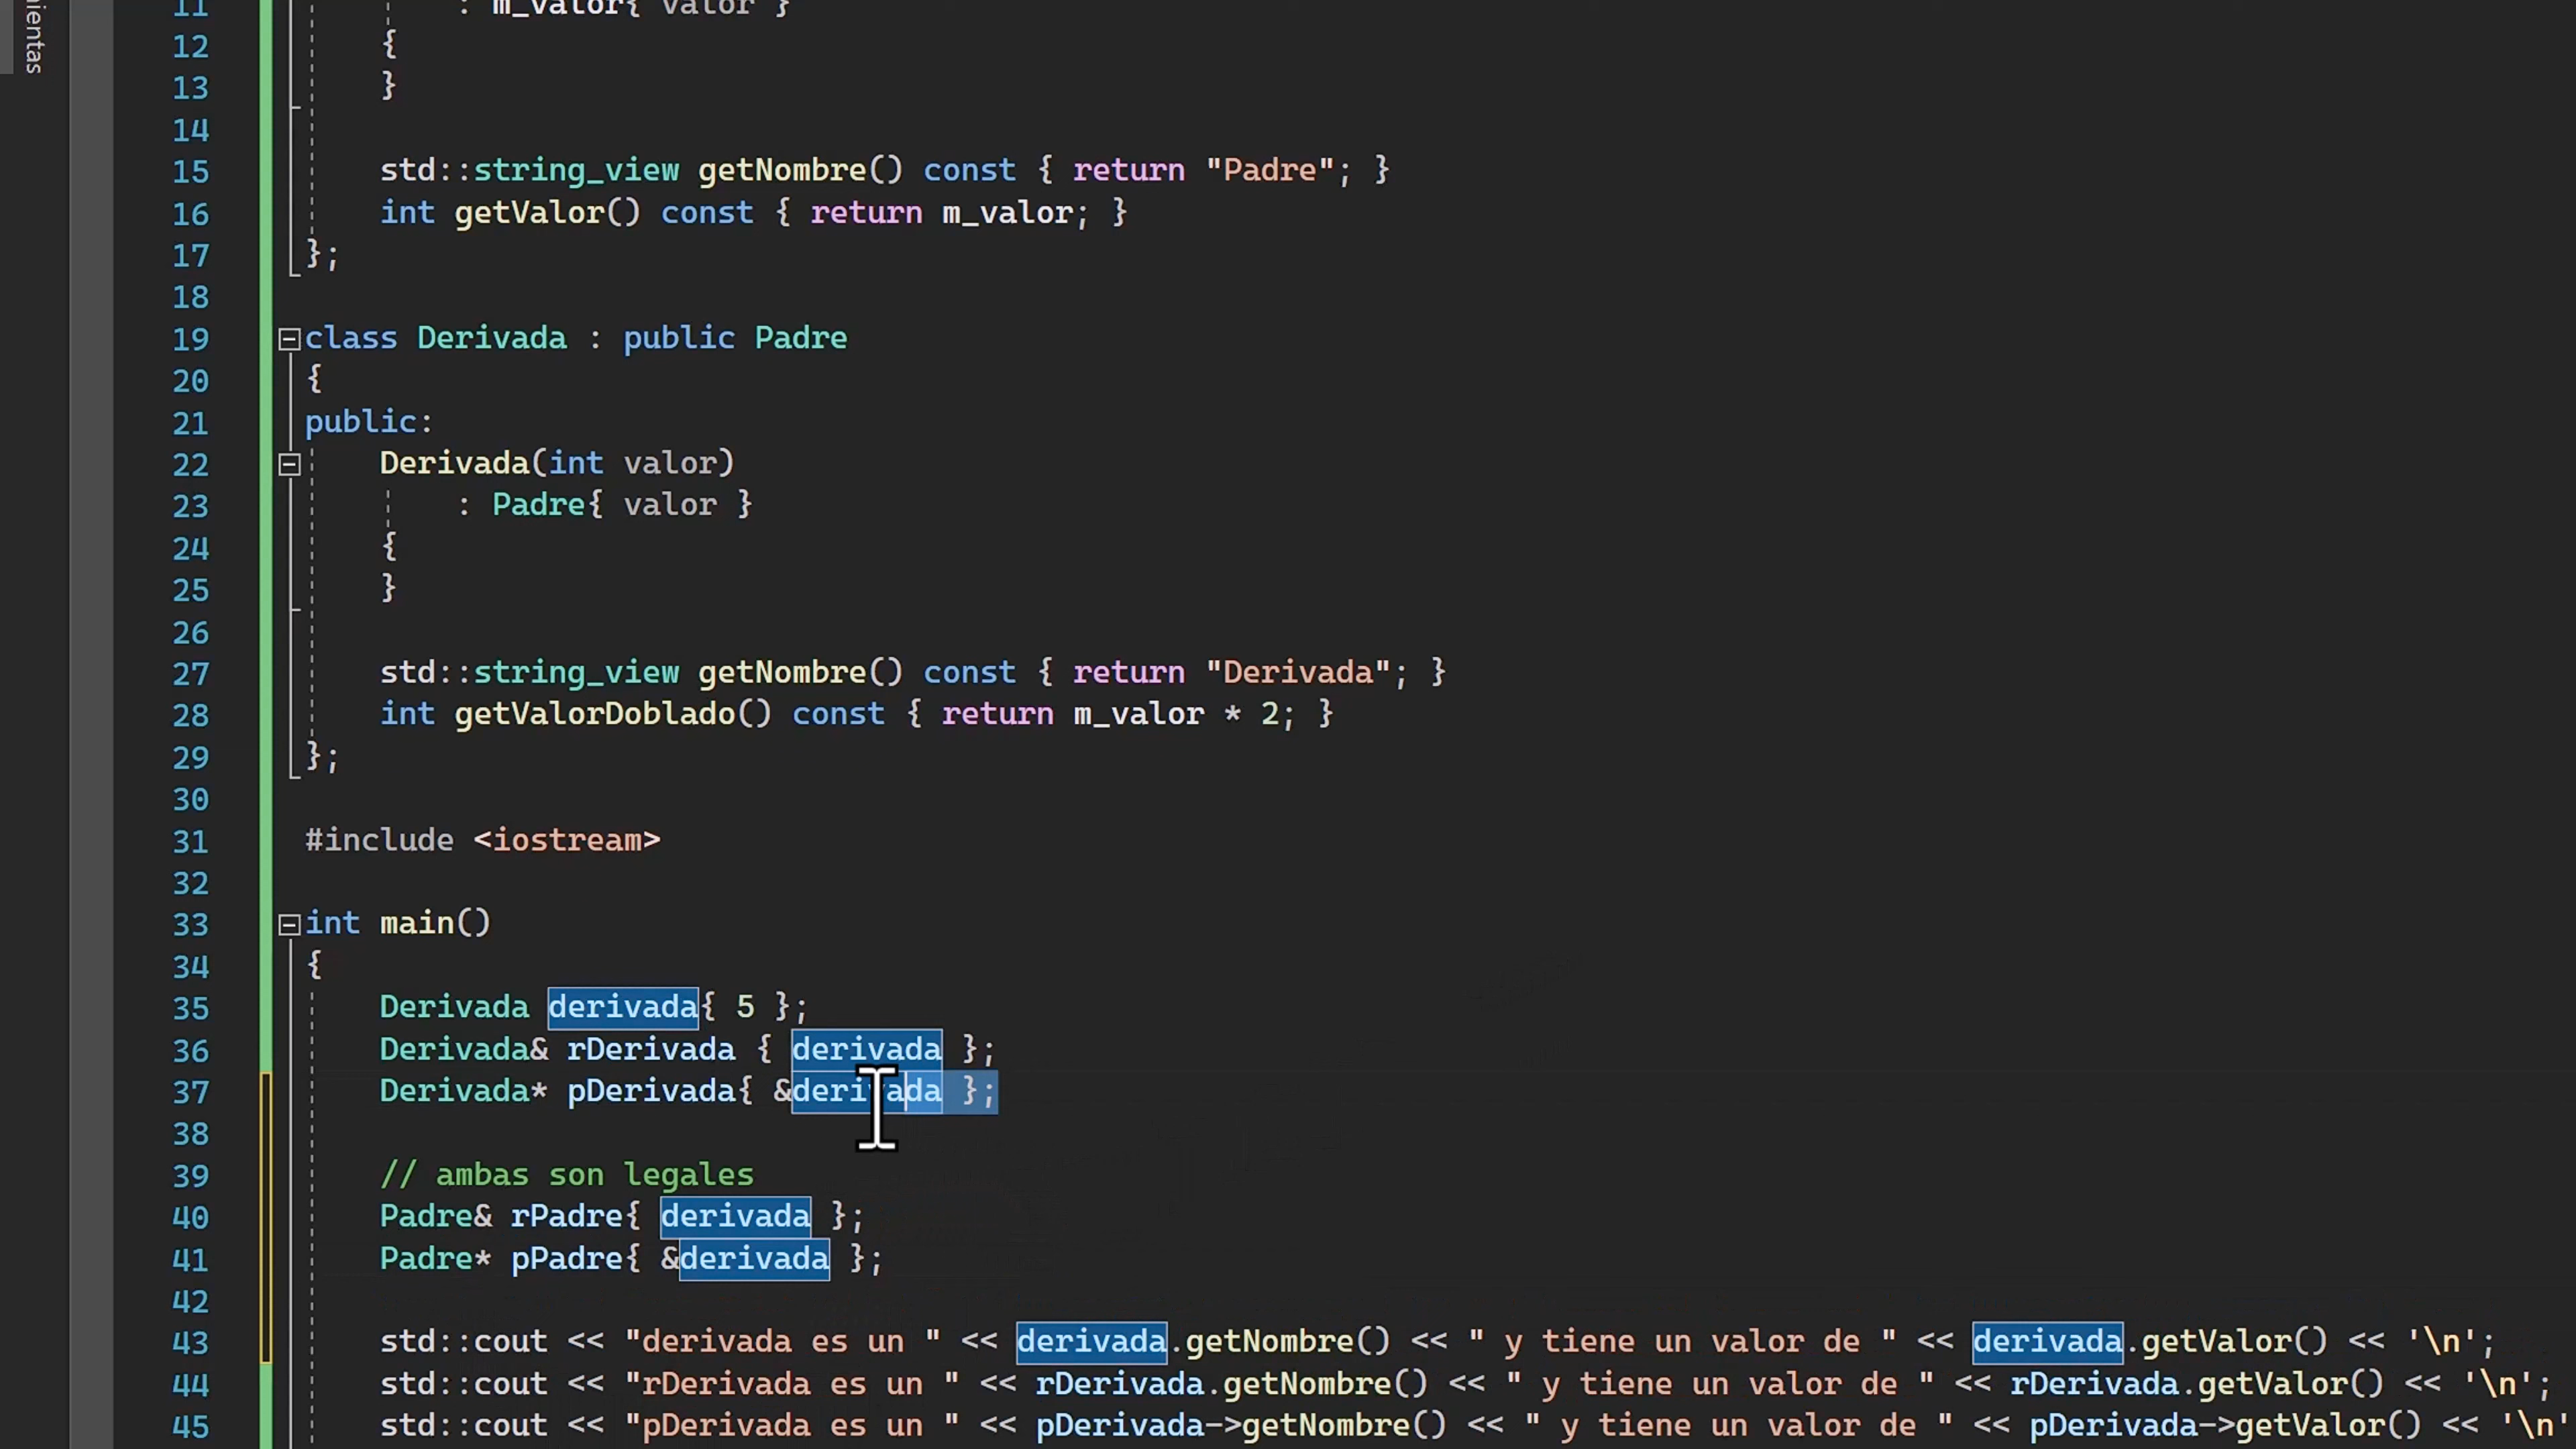 ientas
11 : m_valor{ valor }
12 {
13 }
14
15 std::string_view getNombre() const { return "Padre"; }
16 int getValor() const { return m_valor; }
17 };
18
19 class Derivada : public Padre
20 {
21 public:
22 Derivada(int valor)
23 : Padre{ valor }
24 {
25 }
26
27 std::string_view getNombre() const { return "Derivada"; }
28 int getValorDoblado() const { return m_valor * 2; }
29 };
30
31 #include <iostream>
32
33 int main()
34 {
35 Derivada derivada{ 5 };
36 Derivada& rDerivada { derivada };
37 Derivada* pDerivada{ &derivada };
38
39 // ambas son legales
40 Padre& rPadre{ derivada };
41 Padre* pPadre{ &derivada };
42
43 std::cout << "derivada es un " << derivada.getNombre() << " y tiene un valor de " << derivada.getValor() << '\n';
44 std::cout << "rDerivada es un " << rDerivada.getNombre() << " y tiene un valor de " << rDerivada.getValor() << '\n';
45 std::cout << "pDerivada es un " << pDerivada->getNombre() << " y tiene un valor de " << pDerivada->getValor() << '\n'